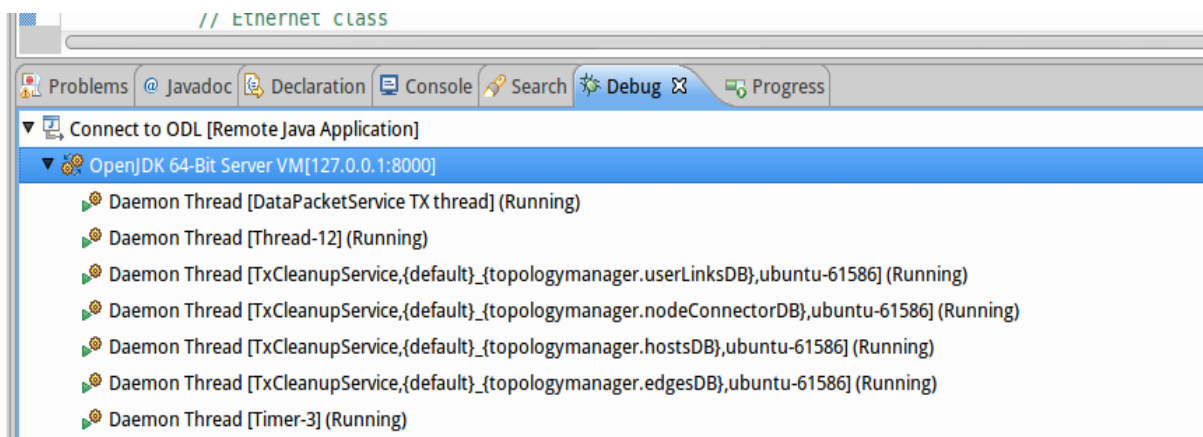 // Ethernet class
Problems @ Javadoc Declaration Console Search Debug Progress
Connect to ODL [Remote Java Application]
OpenJDK 64-Bit Server VM[127.0.0.1:8000]
Daemon Thread [DataPacketService TX thread] (Running)
Daemon Thread [Thread-12] (Running)
Daemon Thread [TxCleanupService,{default}_{topologymanager.userLinksDB},ubuntu-61586] (Running)
Daemon Thread [TxCleanupService,{default}_{topologymanager.nodeConnectorDB},ubuntu-61586] (Running)
Daemon Thread [TxCleanupService,{default}_{topologymanager.hostsDB},ubuntu-61586] (Running)
Daemon Thread [TxCleanupService,{default}_{topologymanager.edgesDB},ubuntu-61586] (Running)
Daemon Thread [Timer-3] (Running)